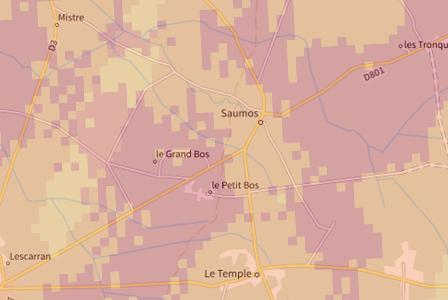 Mistre
D3
les Tronqu
D801
Saumos
le Grand Bos
le Petit Bos
Lescarran
Le Temple